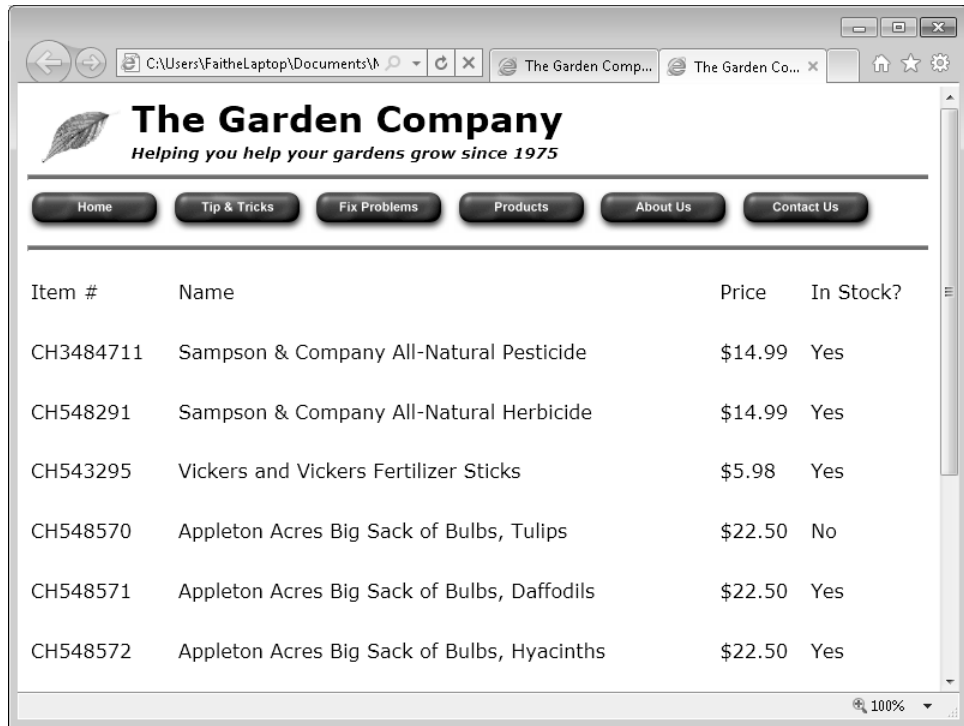 C:\Users\FaitheLaptop\Documents\N
The Garden Comp...
The Garden Co...
The Garden Company
Helping you help your gardens grow since 1975
Home Tip & Tricks Fix Problems Products About Us Contact Us
Item # Name Price In Stock?
CH3484711 Sampson & Company All-Natural Pesticide $14.99 Yes
CH548291 Sampson & Company All-Natural Herbicide $14.99 Yes
CH543295 Vickers and Vickers Fertilizer Sticks $5.98 Yes
CH548570 Appleton Acres Big Sack of Bulbs, Tulips $22.50 No
CH548571 Appleton Acres Big Sack of Bulbs, Daffodils $22.50 Yes
CH548572 Appleton Acres Big Sack of Bulbs, Hyacinths $22.50 Yes
100%